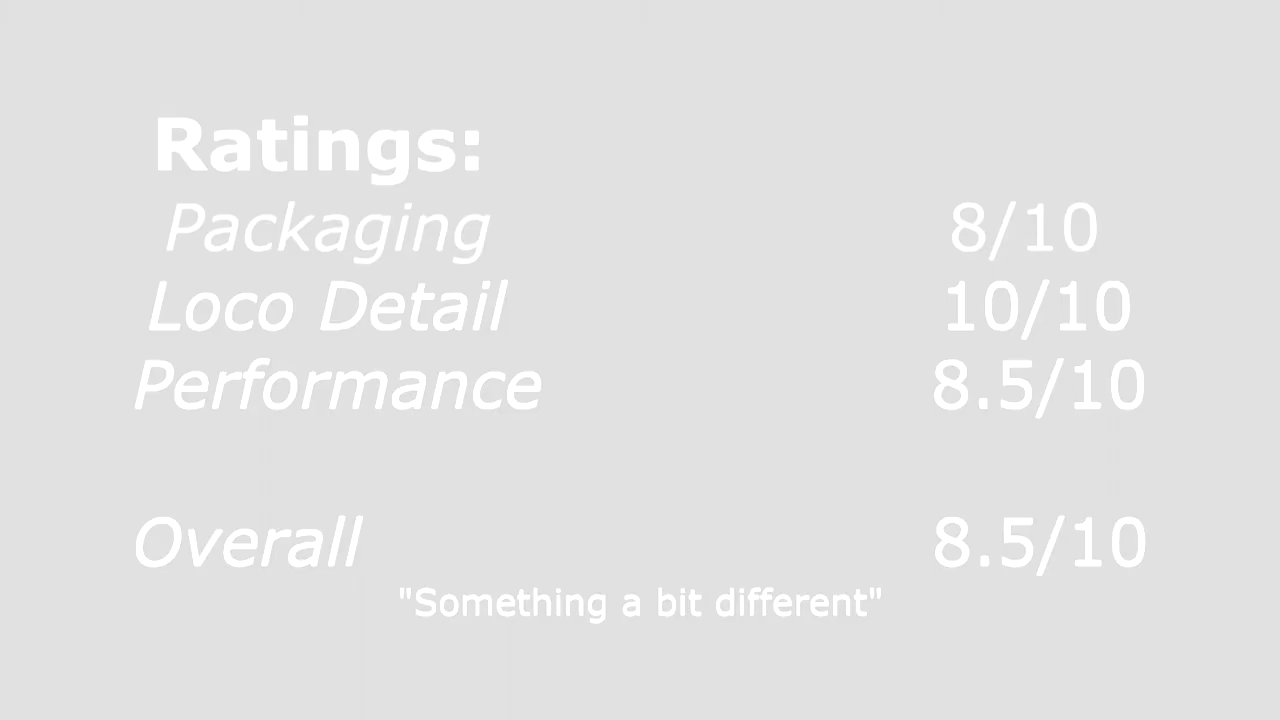 Ratings:
Packaging 8/10
Loco Detail 10/10
Performance 8.5/10
Overall 8.5/10
"Something a bit different"